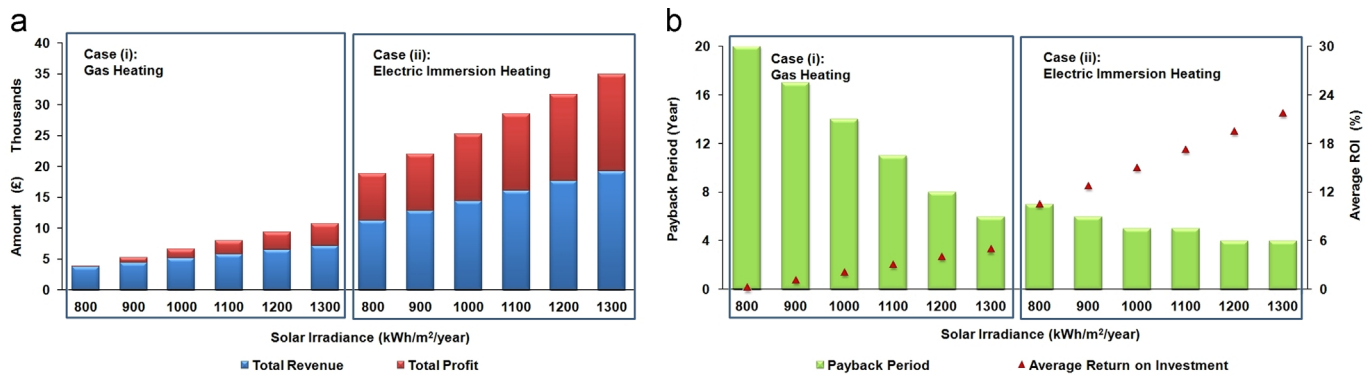 a
Amount (£) Thousands
40
35
30
25
20
15
10
5
0
Case (i):
Gas Heating
Case (ii):
Electric Immersion Heating
800 900 1000 1100 1200 1300 800 900 1000 1100 1200 1300
Solar Irradiance (kWh/m²/year)
Total Revenue Total Profit
b
Payback Period (Year)
20
16
12
8
4
0
Case (i):
Gas Heating
Case (ii):
Electric Immersion Heating
30
24
18
12
6
0
Average ROI (%)
800 900 1000 1100 1200 1300 800 900 1000 1100 1200 1300
Solar Irradiance (kWh/m²/year)
Payback Period Average Return on Investment